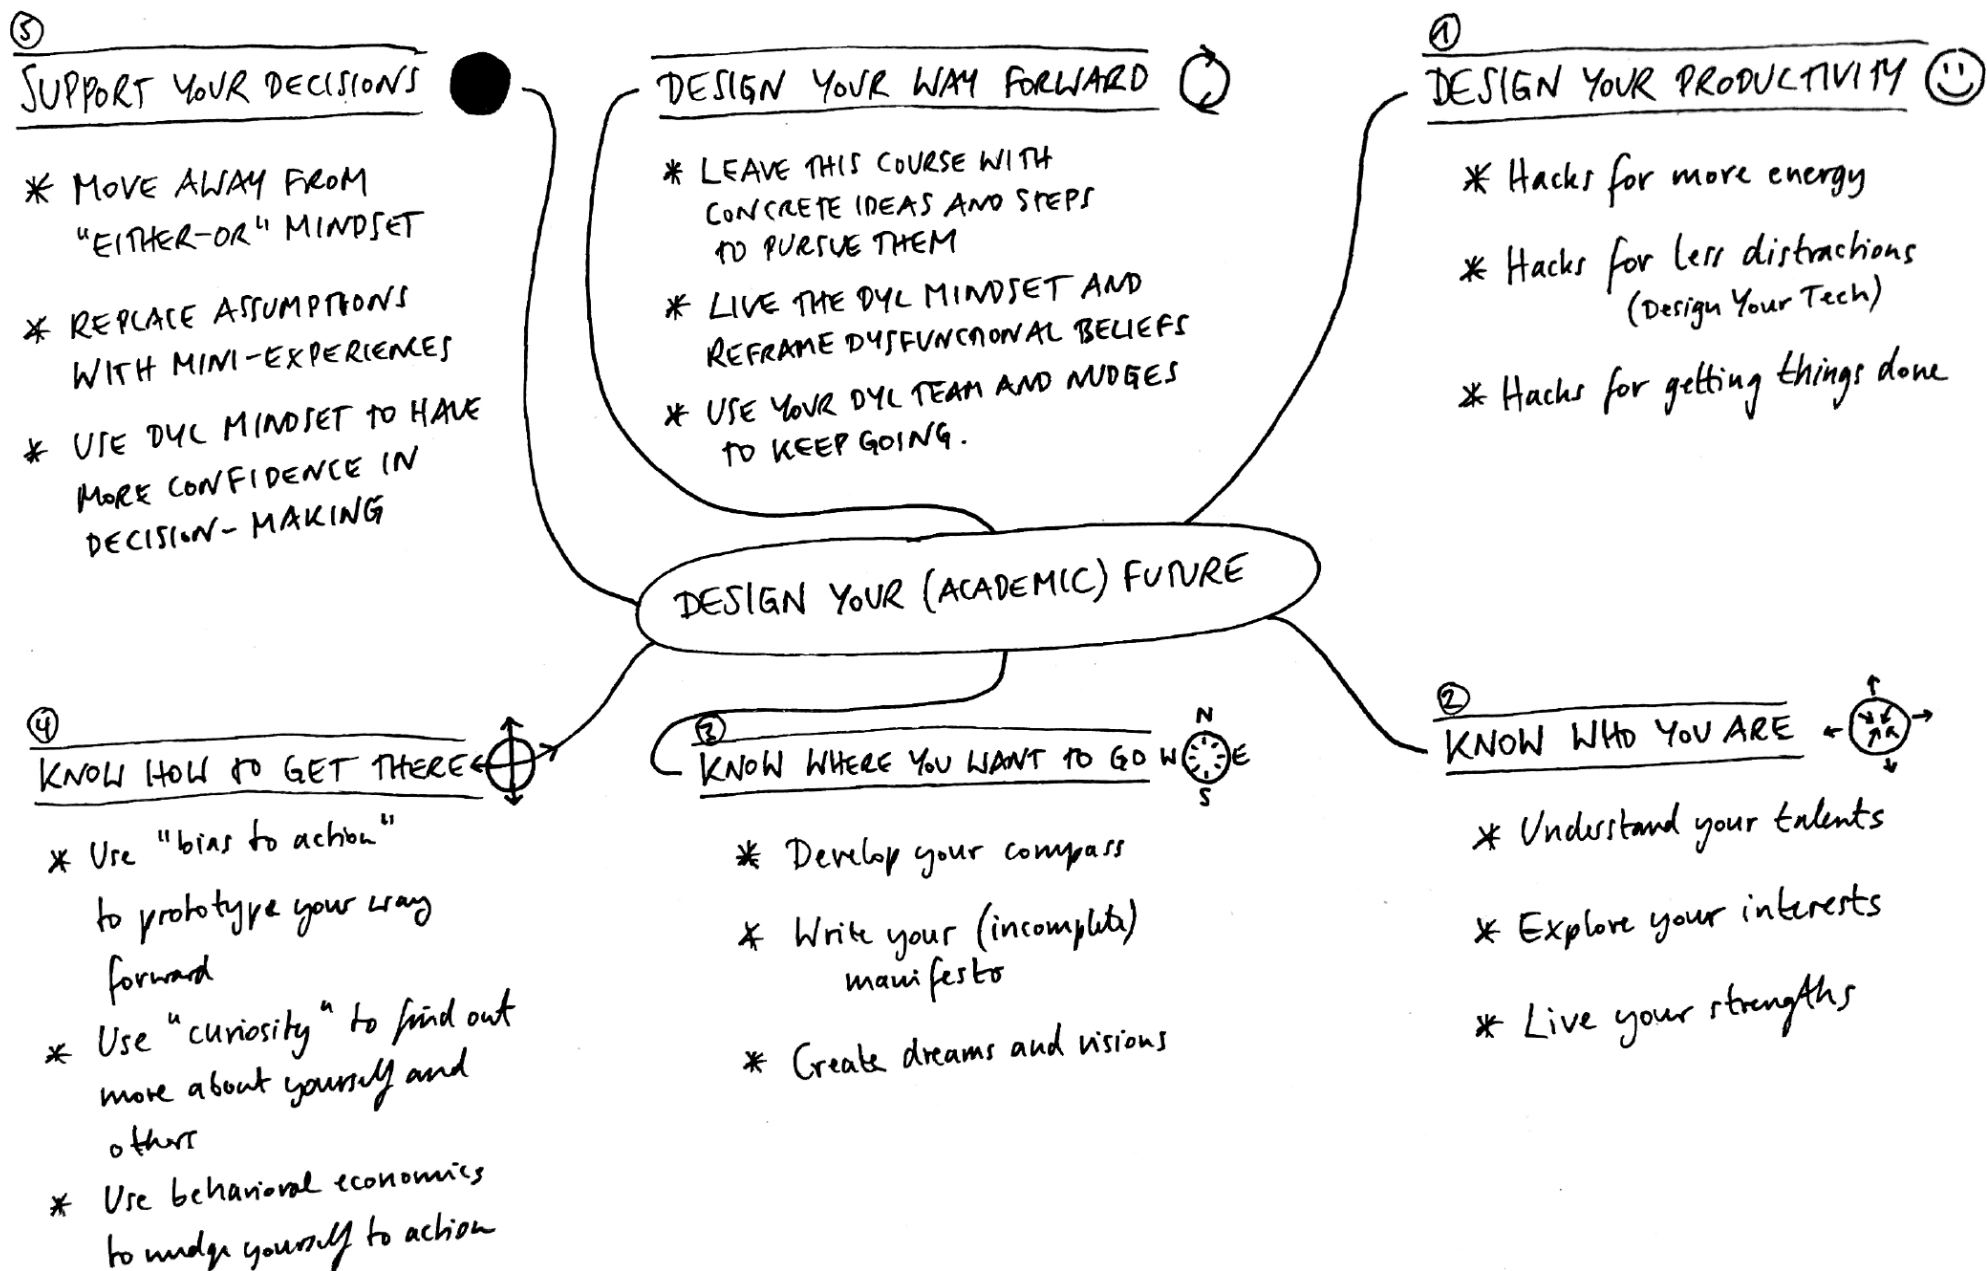 5
SUPPORT YOUR DECISIONS
* MOVE AWAY FROM
"EITHER-OR" MINDSET
* REPLACE ASSUMPTIONS
WITH MINI-EXPERIENCES
* USE DYL MINDSET TO HAVE
MORE CONFIDENCE IN
DECISION-MAKING
DESIGN YOUR WAY FORWARD
* LEAVE THIS COURSE WITH
CONCRETE IDEAS AND STEPS
TO PURSUE THEM
* LIVE THE DYL MINDSET AND
REFRAME DYSFUNCTIONAL BELIEFS
* USE YOUR DYL TEAM AND NUDGES
TO KEEP GOING.
1
DESIGN YOUR PRODUCTIVITY
* Hacks for more energy
* Hacks for less distractions
(Design Your Tech)
* Hacks for getting things done
DESIGN YOUR (ACADEMIC) FUTURE
4
KNOW HOW TO GET THERE
* Use "bias to action"
to prototype your way
forward
* Use "curiosity" to find out
more about yourself and
others
* Use behavioral economics
to nudge yourself to action
3
KNOW WHERE YOU WANT TO GO
N
W E
S
* Develop your compass
* Write your (incomplete)
manifesto
* Create dreams and visions
2
KNOW WHO YOU ARE
* Understand your talents
* Explore your interests
* Live your strengths